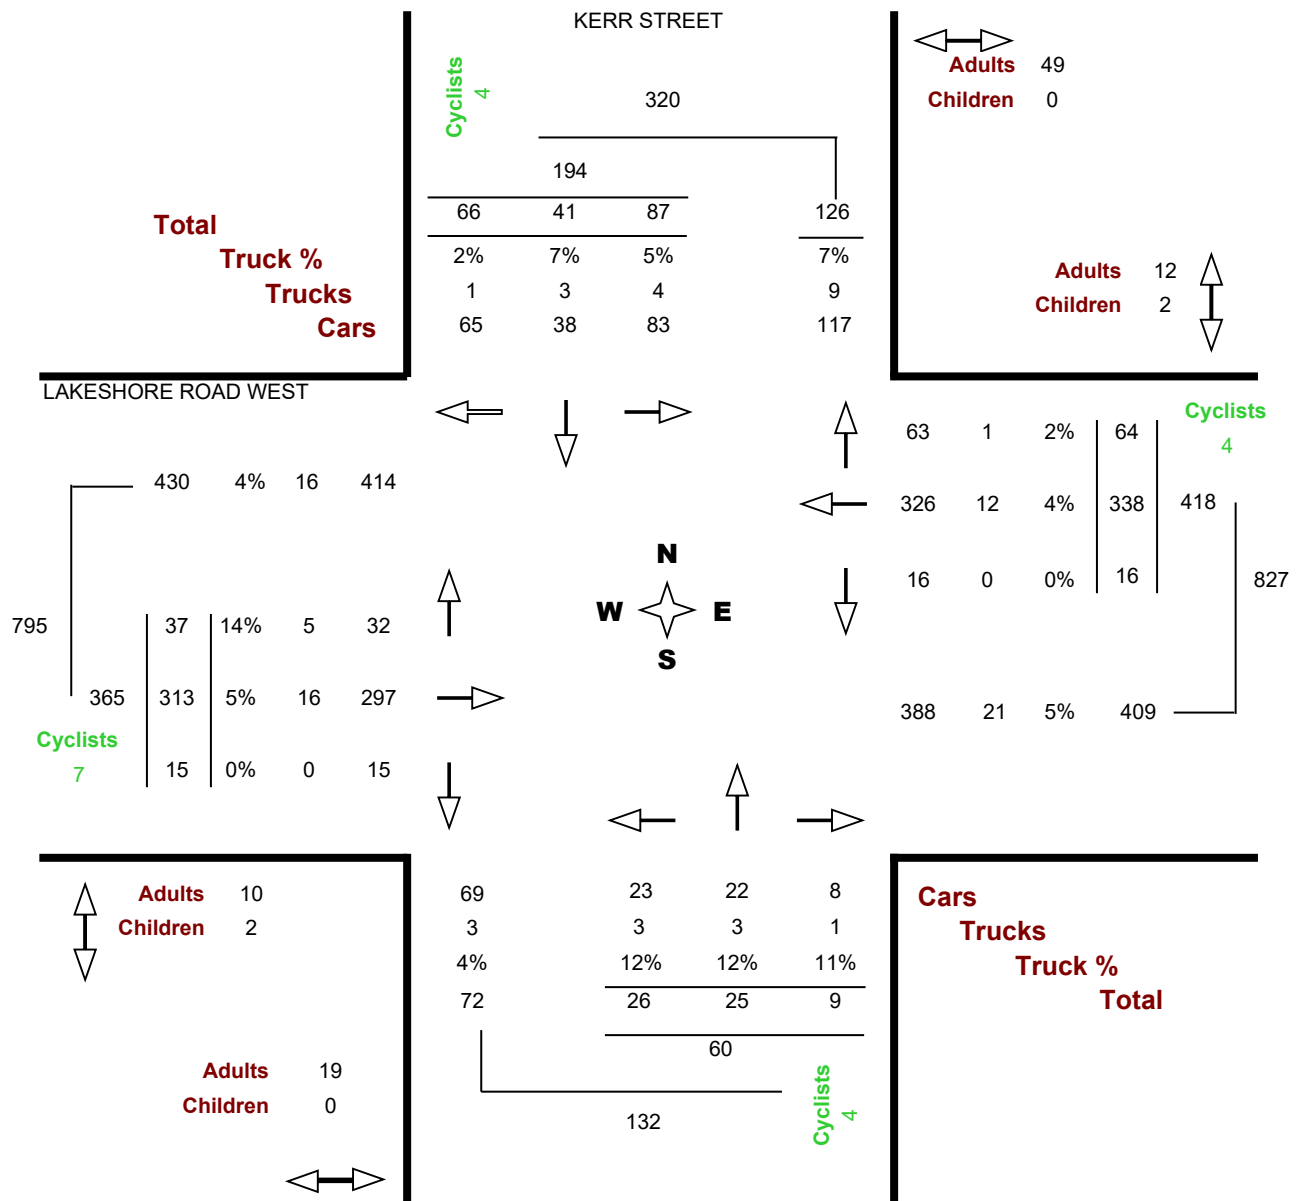 KERR STREET
Cyclists
4
320
194
66 41 87 126
2% 7% 5% 7%
1 3 4 9
65 38 83 117
Total
Truck %
Trucks
Cars
Adults 49
Children 0
Adults 12
Children 2
LAKESHORE ROAD WEST
430 4% 16 414
795
37 14% 5 32
365 313 5% 16 297
15 0% 0 15
Cyclists
7
N
W E
S
63 1 2% 64
326 12 4% 338 418
16 0 0% 16
827
388 21 5% 409
Cyclists
4
Adults 10
Children 2
Adults 19
Children 0
69 23 22 8
3 3 3 1
4% 12% 12% 11%
72 26 25 9
60
132
Cyclists
4
Cars
Trucks
Truck %
Total